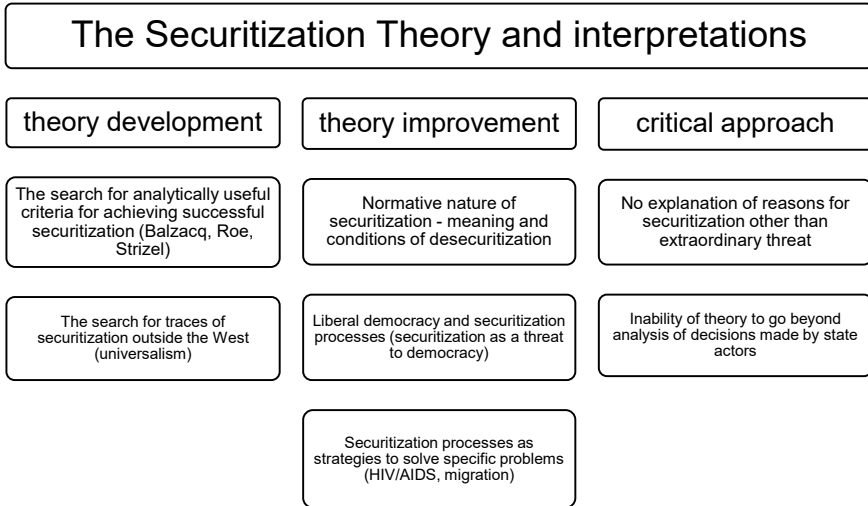 The Securitization Theory and interpretations
theory development
The search for analytically useful
criteria for achieving successful
securitization (Balzacq, Roe,
Strizel)
The search for traces of
securitization outside the West
(universalism)
theory improvement
Normative nature of
securitization - meaning and
conditions of desecuritization
Liberal democracy and securitization
processes (securitization as a threat
to democracy)
Securitization processes as
strategies to solve specific problems
(HIV/AIDS, migration)
critical approach
No explanation of reasons for
securitization other than
extraordinary threat
Inability of theory to go beyond
analysis of decisions made by state
actors